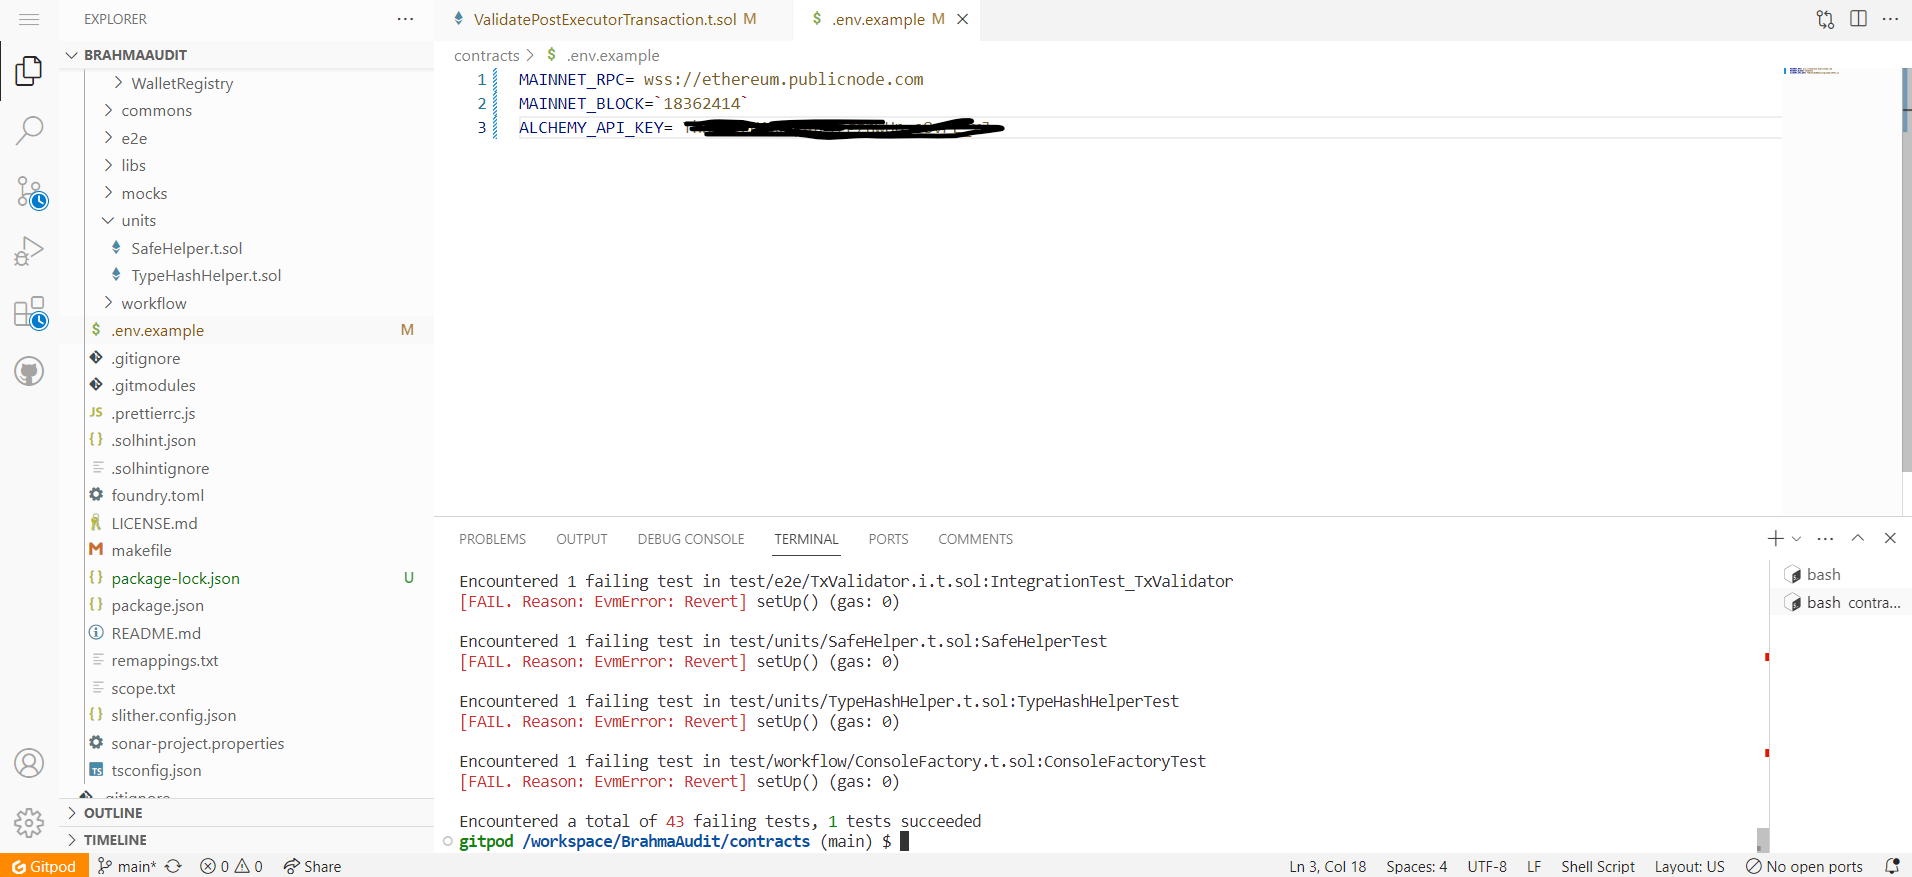 EXPLORER
BRAHMAAUDIT
WalletRegistry
commons
e2e
libs
mocks
units
SafeHelper.t.sol
TypeHashHelper.t.sol
workflow
.env.example M
.gitignore
.gitmodules
JS .prettierrc.js
.solhint.json
.solhintignore
foundry.toml
LICENSE.md
makefile
package-lock.json U
package.json
README.md
remappings.txt
scope.txt
slither.config.json
sonar-project.properties
TS tsconfig.json
.gitignore
OUTLINE
TIMELINE
ValidatePostExecutorTransaction.t.sol M
$ .env.example M
contracts > $ .env.example
1 MAINNET_RPC= wss://ethereum.publicnode.com
2 MAINNET_BLOCK=`18362414`
3 ALCHEMY_API_KEY=
PROBLEMS OUTPUT DEBUG CONSOLE TERMINAL PORTS COMMENTS
Encountered 1 failing test in test/e2e/TxValidator.i.t.sol:IntegrationTest_TxValidator
[FAIL. Reason: EvmError: Revert] setUp() (gas: 0)
Encountered 1 failing test in test/units/SafeHelper.t.sol:SafeHelperTest
[FAIL. Reason: EvmError: Revert] setUp() (gas: 0)
Encountered 1 failing test in test/units/TypeHashHelper.t.sol:TypeHashHelperTest
[FAIL. Reason: EvmError: Revert] setUp() (gas: 0)
Encountered 1 failing test in test/workflow/ConsoleFactory.t.sol:ConsoleFactoryTest
[FAIL. Reason: EvmError: Revert] setUp() (gas: 0)
Encountered a total of 43 failing tests, 1 tests succeeded
gitpod /workspace/BrahmaAudit/contracts (main) $
bash
bash contra...
Gitpod main* 0 0 Share Ln 3, Col 18 Spaces: 4 UTF-8 LF Shell Script Layout: US No open ports